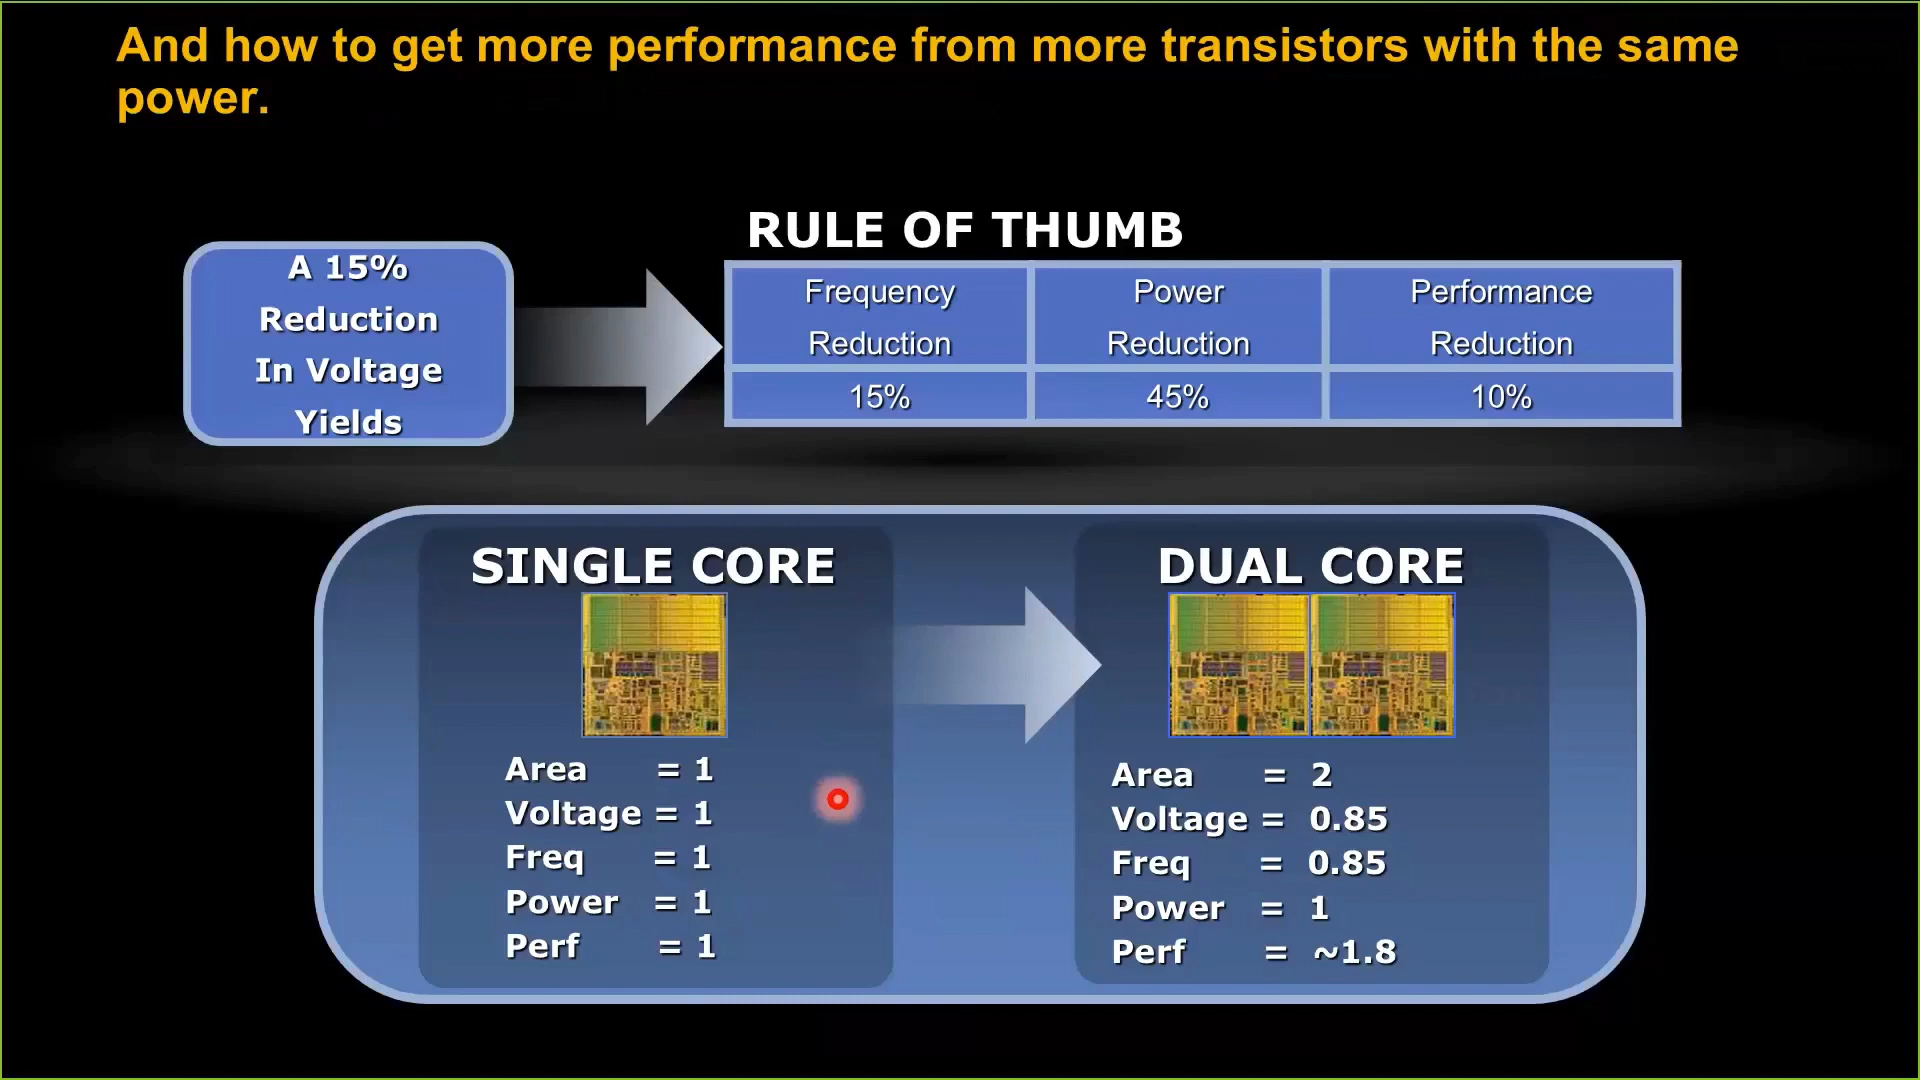 And how to get more performance from more transistors with the same
power.
RULE OF THUMB
A 15%
Reduction
In Voltage
Yields
Frequency Reduction
Power Reduction
Performance Reduction
15%
45%
10%
SINGLE CORE
Area = 1
Voltage = 1
Freq = 1
Power = 1
Perf = 1
DUAL CORE
Area = 2
Voltage = 0.85
Freq = 0.85
Power = 1
Perf = ~1.8